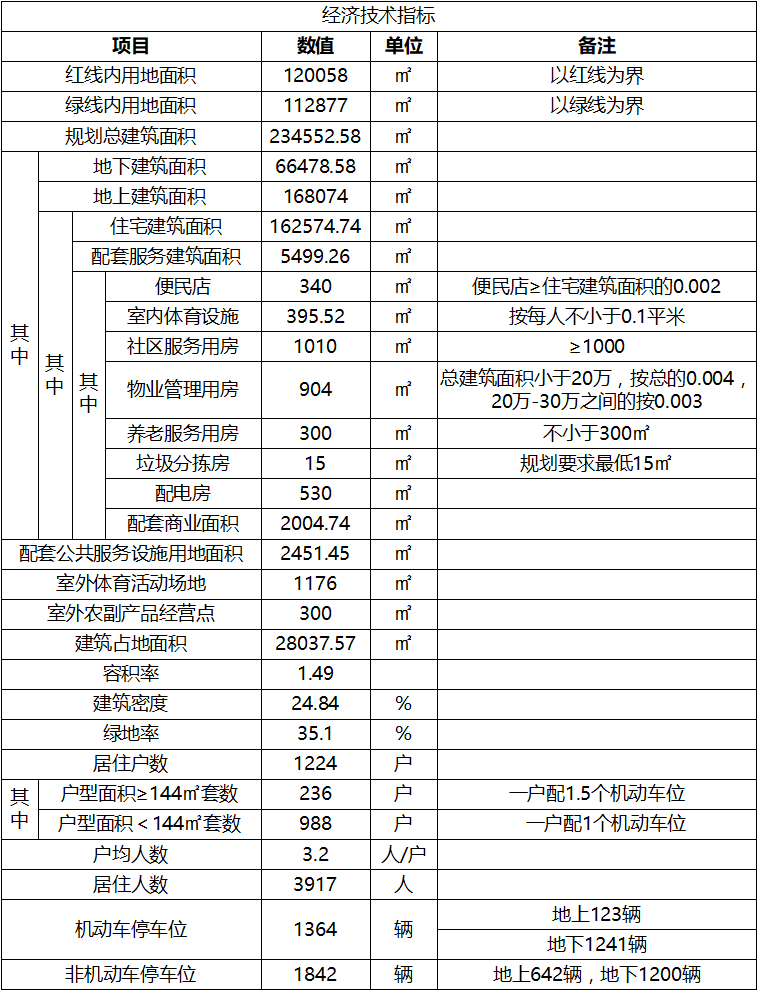 经济技术指标
项目 数值 单位 备注
红线内用地面积 120058 ㎡ 以红线为界
绿线内用地面积 112877 ㎡ 以绿线为界
规划总建筑面积 234552.58 ㎡
其中 地下建筑面积 66478.58 ㎡
地上建筑面积 168074 ㎡
其中 住宅建筑面积 162574.74 ㎡
配套服务建筑面积 5499.26 ㎡
其中 便民店 340 ㎡ 便民店≥住宅建筑面积的0.002
室内体育设施 395.52 ㎡ 按每人不小于0.1平米
社区服务用房 1010 ㎡ ≥1000
物业管理用房 904 ㎡ 总建筑面积小于20万，按总的0.004，
20万-30万之间的按0.003
养老服务用房 300 ㎡ 不小于300㎡
垃圾分拣房 15 ㎡ 规划要求最低15㎡
配电房 530 ㎡
配套商业面积 2004.74 ㎡
配套公共服务设施用地面积 2451.45 ㎡
室外体育活动场地 1176 ㎡
室外农副产品经营点 300 ㎡
建筑占地面积 28037.57 ㎡
容积率 1.49
建筑密度 24.84 %
绿地率 35.1 %
居住户数 1224 户
其中 户型面积≥144㎡套数 236 户 一户配1.5个机动车位
户型面积＜144㎡套数 988 户 一户配1个机动车位
户均人数 3.2 人/户
居住人数 3917 人
机动车停车位 1364 辆 地上123辆
地下1241辆
非机动车停车位 1842 辆 地上642辆，地下1200辆